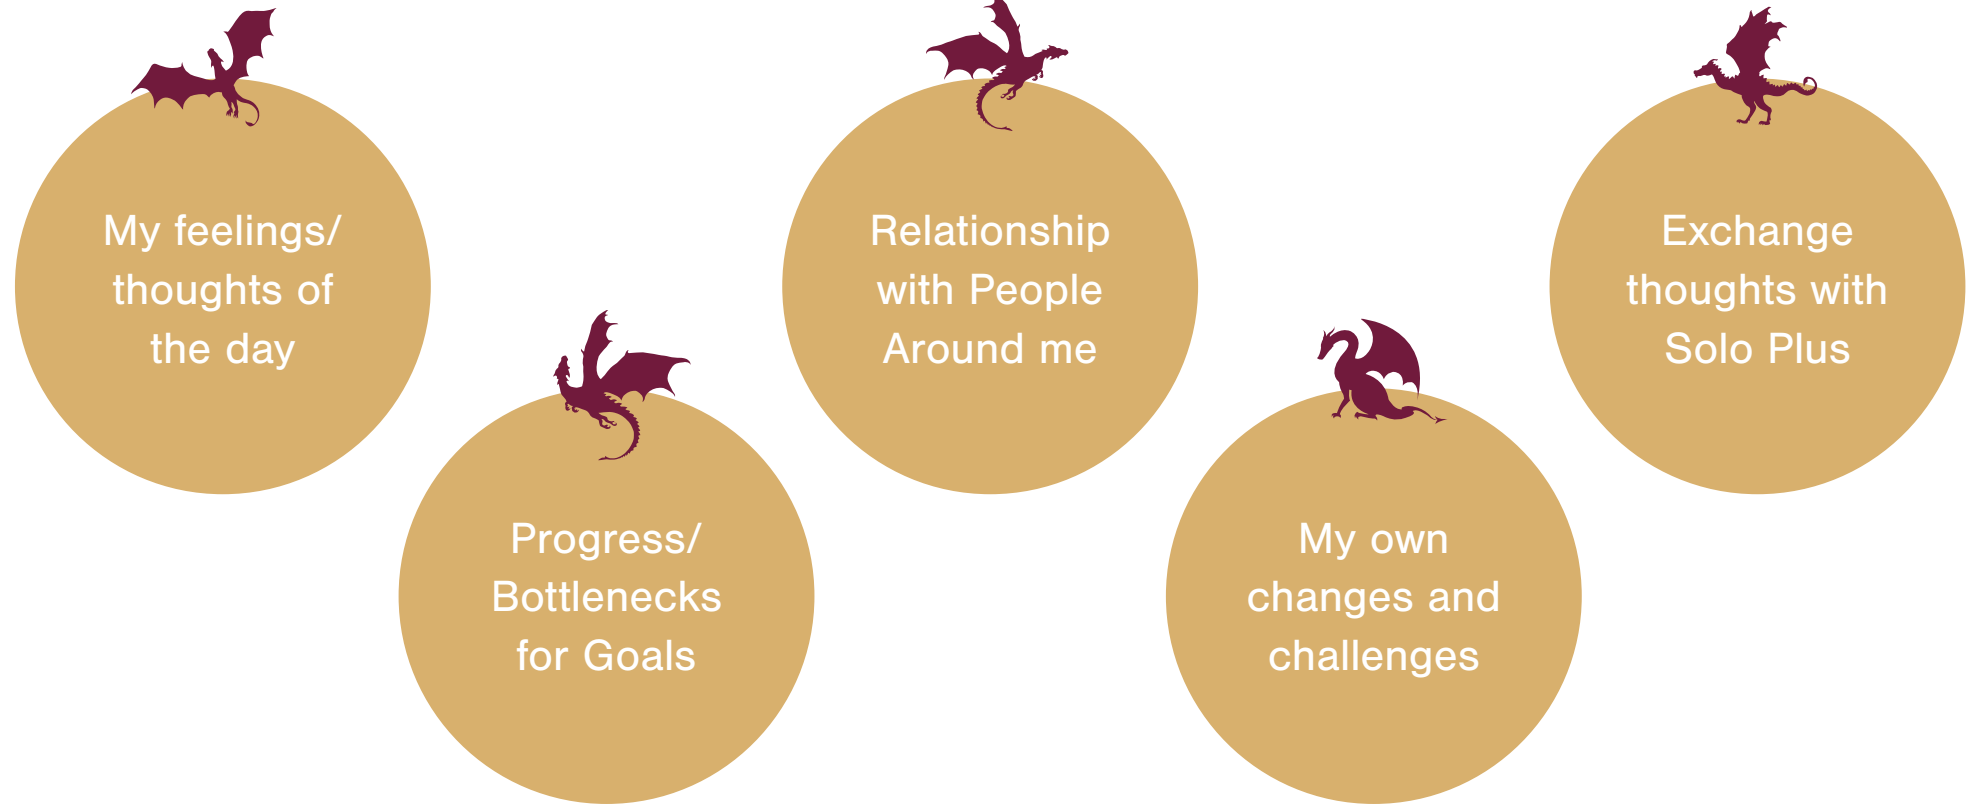 My feelings/
thoughts of
the day
Progress/
Bottlenecks
for Goals
Relationship
with People
Around me
My own
changes and
challenges
Exchange
thoughts with
Solo Plus